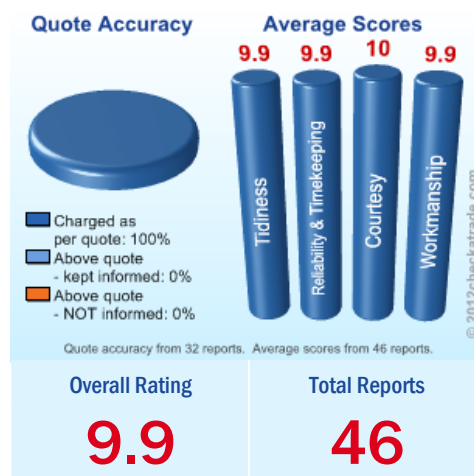 Quote Accuracy
Average Scores
9.9
9.9
10
9.9
Tidiness
Reliability & Timekeeping
Courtesy
Workmanship
Charged as
per quote: 100%
Above quote
- kept informed: 0%
Above quote
- NOT informed: 0%
© 2012checkatrade.com
Quote accuracy from 32 reports. Average scores from 46 reports.
Overall Rating
Total Reports
9.9
46